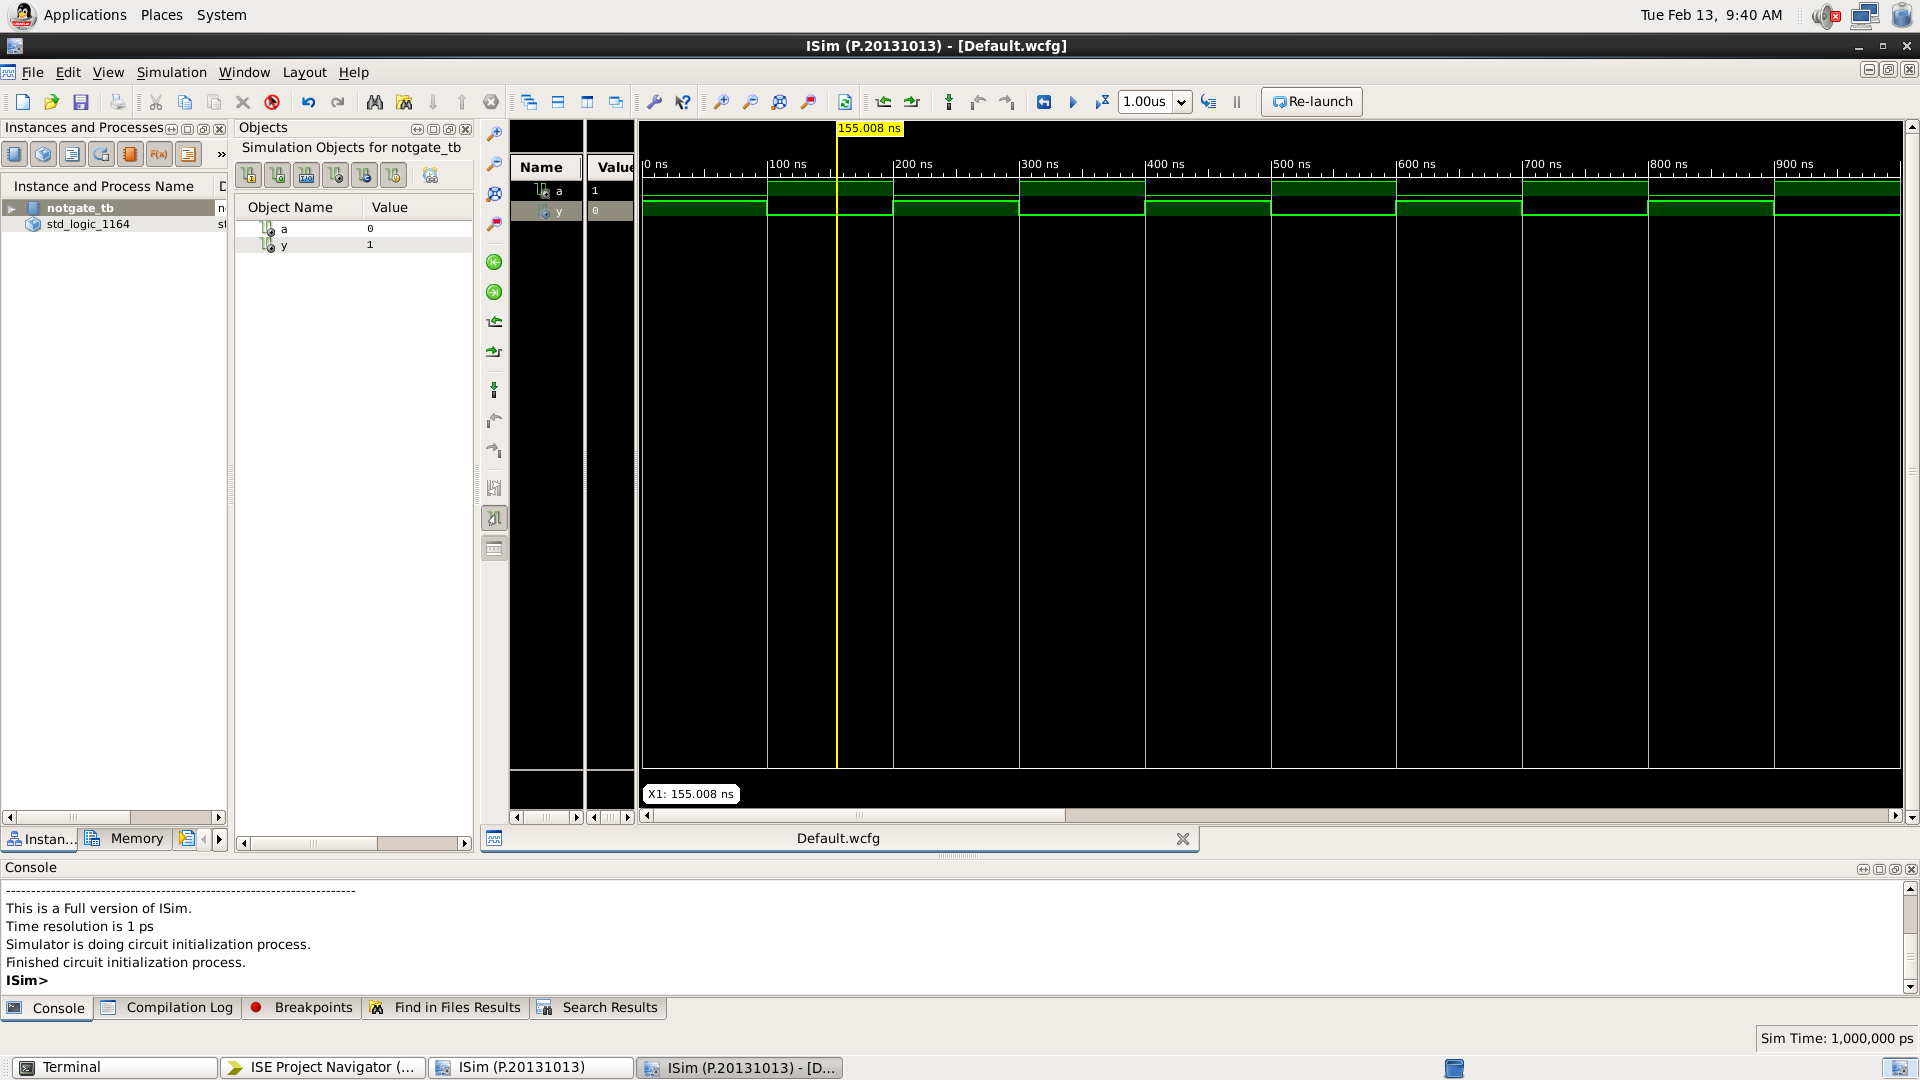 Applications Places System
Tue Feb 13, 9:40 AM
ISim (P.20131013) - [Default.wcfg]
File Edit View Simulation Window Layout Help
1.00us
Re-launch
Instances and Processes
Objects
Simulation Objects for notgate_tb
F(x)
Instance and Process Name
notgate_tb
std_logic_1164
Object Name Value
a 0
y 1
Name Value
a 1
y 0
155.008 ns
0 ns 100 ns 200 ns 300 ns 400 ns 500 ns 600 ns 700 ns 800 ns 900 ns
X1: 155.008 ns
Instan... Memory
Default.wcfg
Console
------------------------------------------------------------------------
This is a Full version of ISim.
Time resolution is 1 ps
Simulator is doing circuit initialization process.
Finished circuit initialization process.
ISim>
Console Compilation Log Breakpoints Find in Files Results Search Results
Sim Time: 1,000,000 ps
Terminal ISE Project Navigator (... ISim (P.20131013) ISim (P.20131013) - [D...